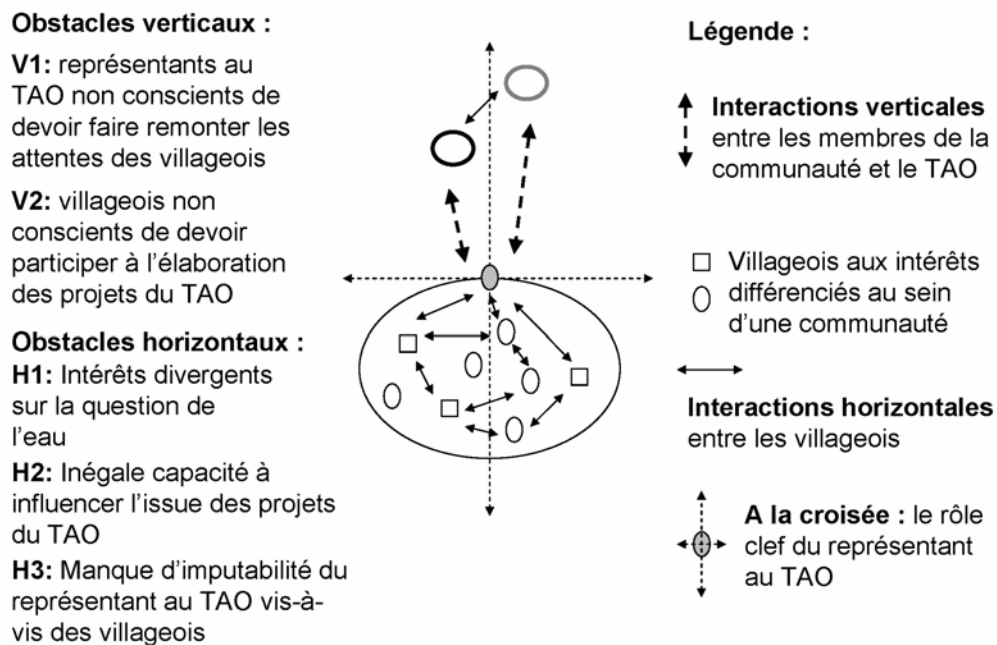 Obstacles verticaux :
V1: représentants au
TAO non conscients de
devoir faire remonter les
attentes des villageois
V2: villageois non
conscients de devoir
participer à l'élaboration
des projets du TAO
Obstacles horizontaux :
H1: Intérêts divergents
sur la question de
l'eau
H2: Inégale capacité à
influencer l'issue des projets
du TAO
H3: Manque d'imputabilité du
représentant au TAO vis-à-
vis des villageois
Légende :
Interactions verticales
entre les membres de la
communauté et le TAO
Villageois aux intérêts
différenciés au sein
d'une communauté
Interactions horizontales
entre les villageois
A la croisée : le rôle
clef du représentant
au TAO